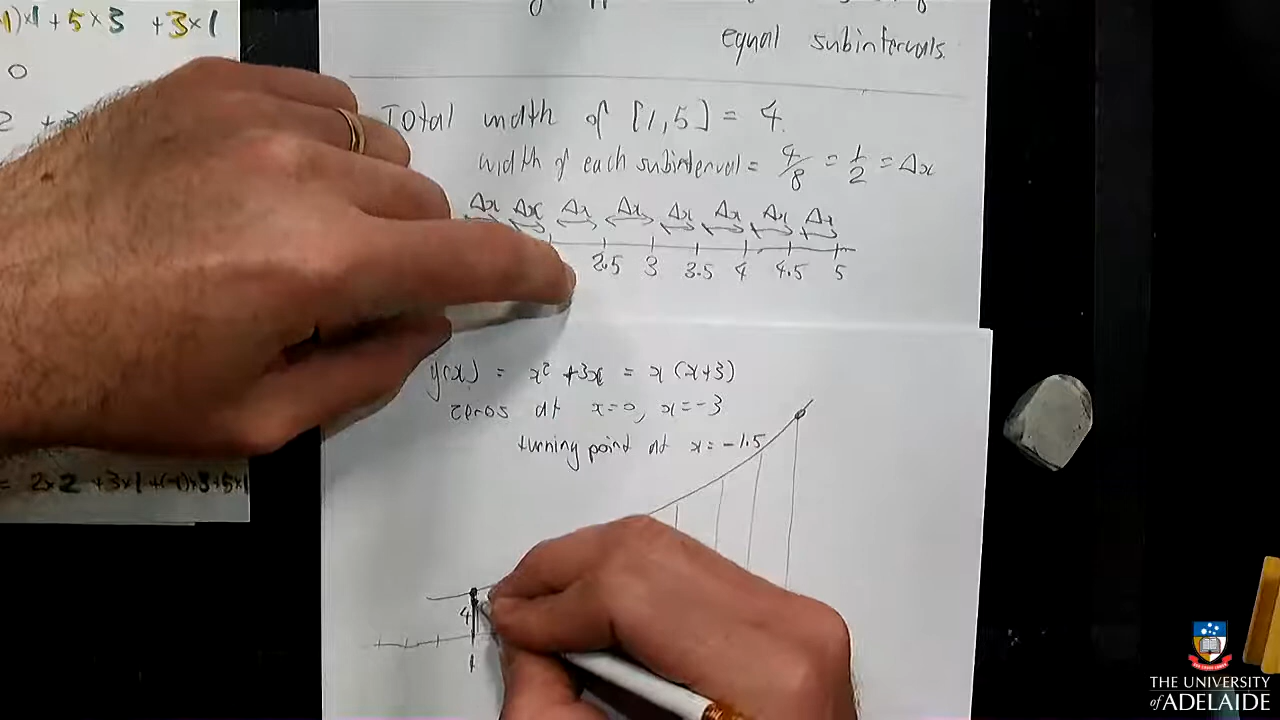 1)×1 + 5×3 + 3×1
0
2
equal subintervals.
Total width of [1,5] = 4.
width of each subinterval = 4/8 = 1/2 = Δx
Δx Δx Δx Δx Δx Δx Δx Δx
2.5 3 3.5 4 4.5 5
y(x) = x² + 3x = x(x+3)
zeros at x=0, x=-3
turning point at x = -1.5
= 2×2 + 3×1 + (-1)×3 + 5×1
4
1
THE UNIVERSITY
of ADELAIDE